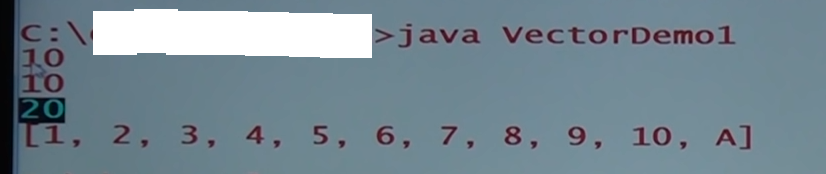 C:\ >java VectorDemo1
10
10
20
[1, 2, 3, 4, 5, 6, 7, 8, 9, 10, A]